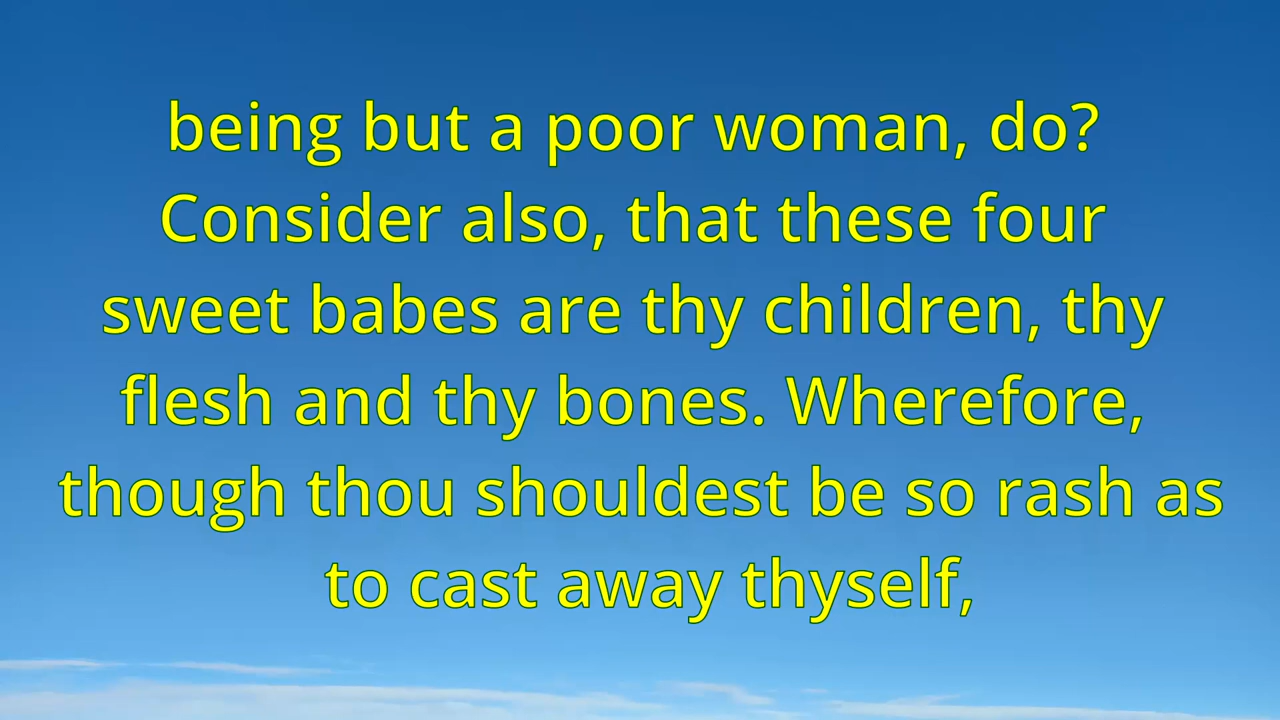 being but a poor woman, do?
Consider also, that these four
sweet babes are thy children, thy
flesh and thy bones. Wherefore,
though thou shouldest be so rash as
to cast away thyself,